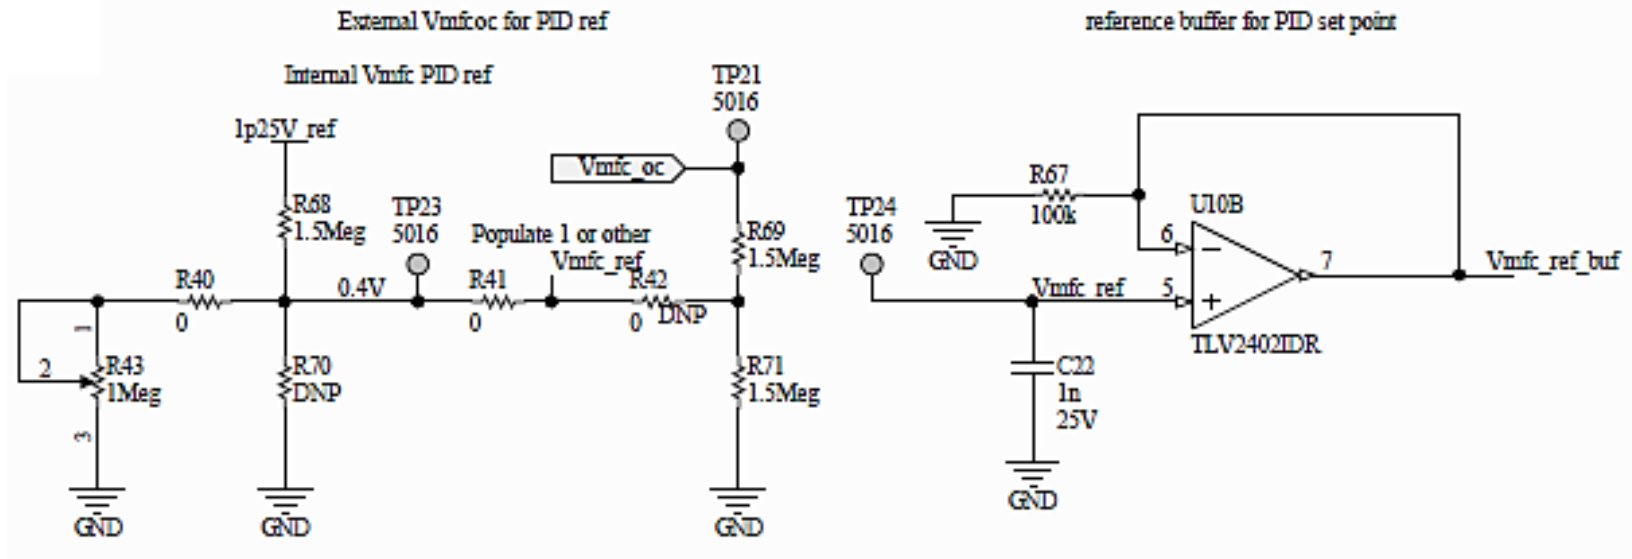 External Vmfcoc for PID ref
reference buffer for PID set point
Internal Vmfc PID ref
TP21
5016
1p25V_ref
Vmfc_oc
R68
1.5Meg
TP23
5016
Populate 1 or other
Vmfc_ref
R69
1.5Meg
R40
0
0.4V
R41
0
R42
0
DNP
1
2
R43
1Meg
3
R70
DNP
R71
1.5Meg
GND
GND
GND
R67
100k
GND
TP24
5016
U10B
6
5
7
Vmfc_ref
Vmfc_ref_buf
TLV2402IDR
C22
1n
25V
GND